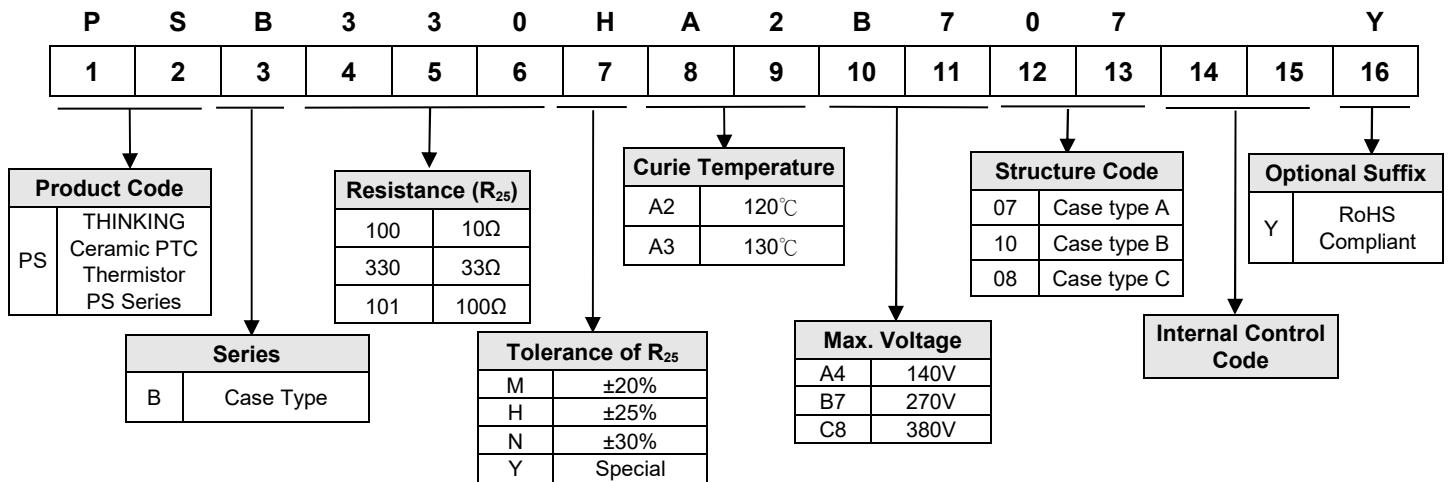 P S B 3 3 0 H A 2 B 7 0 7 Y
1 2 3 4 5 6 7 8 9 10 11 12 13 14 15 16
Product Code
PS THINKING
Ceramic PTC
Thermistor
PS Series
Series
B Case Type
Resistance (R25)
100 10Ω
330 33Ω
101 100Ω
Tolerance of R25
M ±20%
H ±25%
N ±30%
Y Special
Curie Temperature
A2 120℃
A3 130℃
Max. Voltage
A4 140V
B7 270V
C8 380V
Structure Code
07 Case type A
10 Case type B
08 Case type C
Internal Control
Code
Optional Suffix
Y RoHS
Compliant